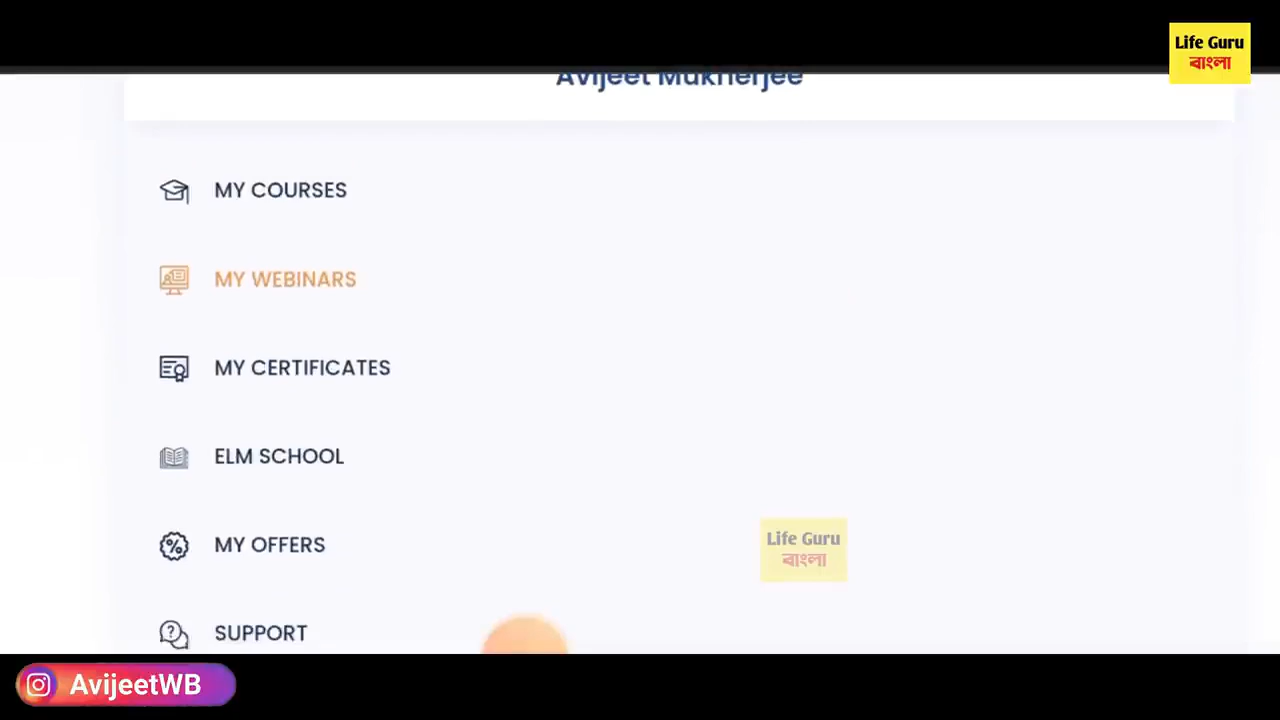 Life Guru
বাংলা
Avijeet Mukherjee
MY COURSES
MY WEBINARS
MY CERTIFICATES
ELM SCHOOL
MY OFFERS
Life Guru
বাংলা
SUPPORT
AvijeetWB